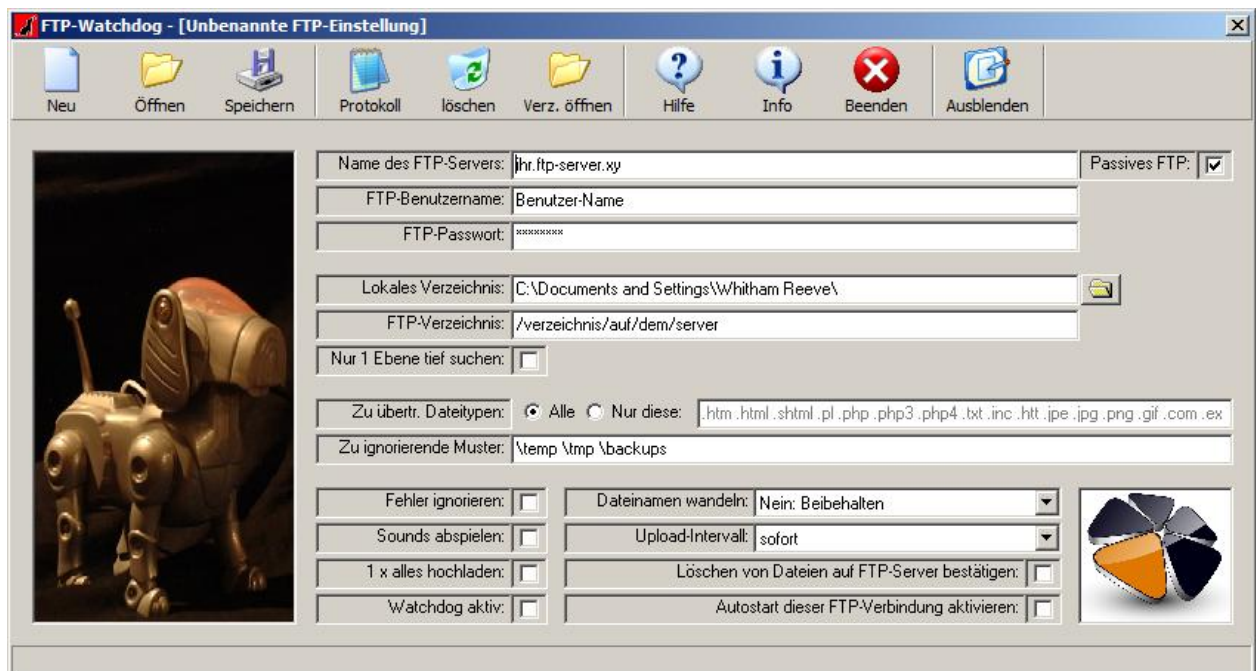 FTP-Watchdog - [Unbenannte FTP-Einstellung]
Neu Öffnen Speichern Protokoll löschen Verz. öffnen Hilfe Info Beenden Ausblenden
Name des FTP-Servers: ihr.ftp-server.xy Passives FTP:
FTP-Benutzername: Benutzer-Name
FTP-Passwort: ********
Lokales Verzeichnis: C:\Documents and Settings\Whitham Reeve\
FTP-Verzeichnis: /verzeichnis/auf/dem/server
Nur 1 Ebene tief suchen:
Zu übertr. Dateitypen: Alle Nur diese: .htm .html .shtml .pl .php .php3 .php4 .txt .inc .htt .jpe .jpg .png .gif .com .ex
Zu ignorierende Muster: \temp \tmp \backups
Fehler ignorieren: Dateinamen wandeln: Nein: Beibehalten
Sounds abspielen: Upload-Intervall: sofort
1 x alles hochladen: Löschen von Dateien auf FTP-Server bestätigen:
Watchdog aktiv: Autostart dieser FTP-Verbindung aktivieren: